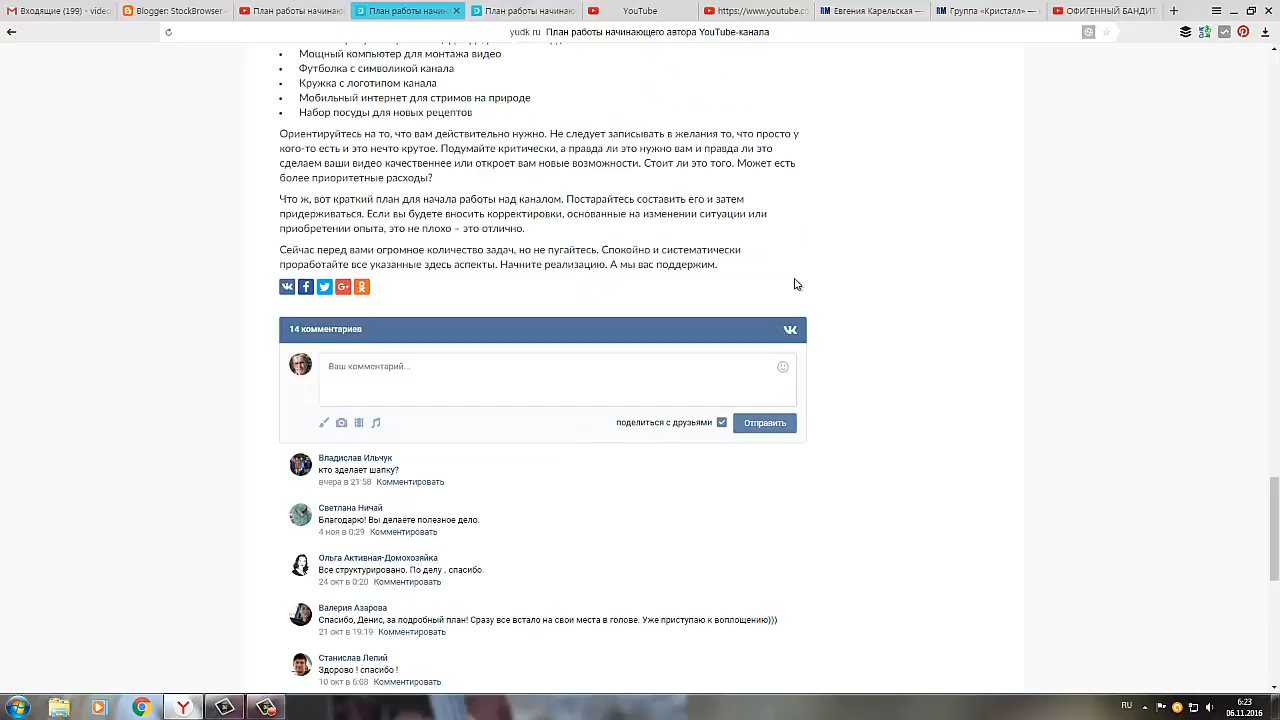 Входящие (199) - video
Blogger: StockBrowser -
План работы начинающ
План работы начин
План работы начинаю
YouTube
https://www.youtube.c
Евгения Карельская —
Группа «Кристалл» —
ОФИГЕННЫЙ БАНДИТ
yudk.ru План работы начинающего автора YouTube-канала
Мощный компьютер для монтажа видео
Футболка с символикой канала
Кружка с логотипом канала
Мобильный интернет для стримов на природе
Набор посуды для новых рецептов
Ориентируйтесь на то, что вам действительно нужно. Не следует записывать в желания то, что просто у
кого-то есть и это нечто крутое. Подумайте критически, а правда ли это нужно вам и правда ли это
сделаем ваши видео качественнее или откроет вам новые возможности. Стоит ли это того. Может есть
более приоритетные расходы?
Что ж, вот краткий план для начала работы над каналом. Постарайтесь составить его и затем
придерживаться. Если вы будете вносить корректировки, основанные на изменении ситуации или
приобретении опыта, это не плохо – это отлично.
Сейчас перед вами огромное количество задач, но не пугайтесь. Спокойно и систематически
проработайте все указанные здесь аспекты. Начните реализацию. А мы вас поддержим.
14 комментариев
Ваш комментарий...
поделиться с друзьями
Отправить
Владислав Ильчук
кто зделает шапку?
вчера в 21:58 Комментировать
Светлана Ничай
Благодарю! Вы делаете полезное дело.
4 ноя в 0:29 Комментировать
Ольга Активная-Домохозяйка
Все структурировано. По делу . спасибо.
24 окт в 0:20 Комментировать
Валерия Азарова
Спасибо, Денис, за подробный план! Сразу все встало на свои места в голове. Уже приступаю к воплощению)))
21 окт в 19:19 Комментировать
Станислав Лепий
Здорово ! спасибо !
10 окт в 6:08 Комментировать
RU
6:23
06.11.2016